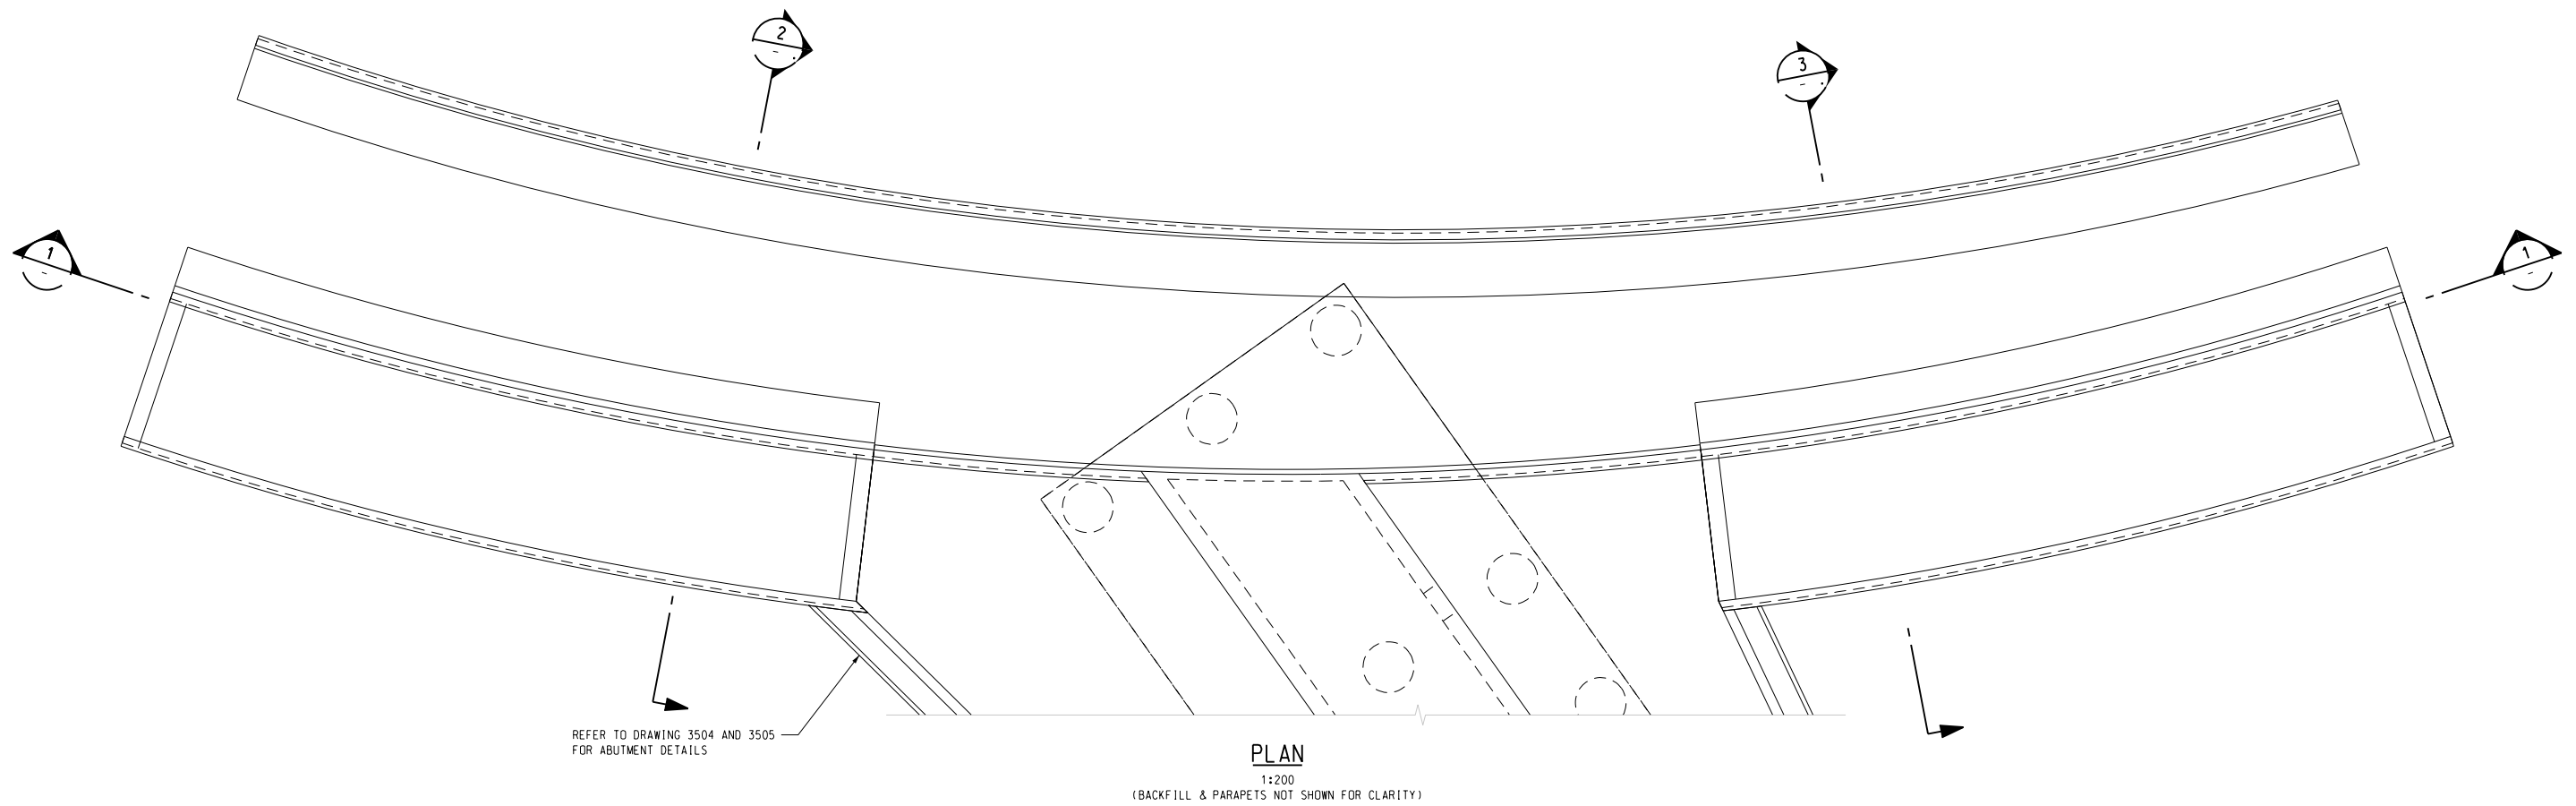 2
-
3
-
1
-
1
-
REFER TO DRAWING 3504 AND 3505
FOR ABUTMENT DETAILS
PLAN
1:200
(BACKFILL & PARAPETS NOT SHOWN FOR CLARITY)